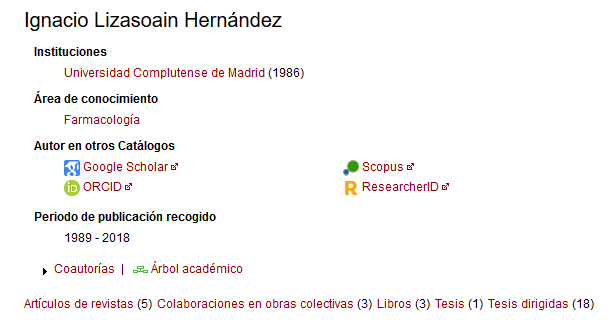 Ignacio Lizasoain Hernández
Instituciones
Universidad Complutense de Madrid (1986)
Área de conocimiento
Farmacología
Autor en otros Catálogos
Google Scholar Scopus
ORCID ResearcherID
Periodo de publicación recogido
1989 - 2018
Coautorías | Árbol académico
Artículos de revistas (5) Colaboraciones en obras colectivas (3) Libros (3) Tesis (1) Tesis dirigidas (18)